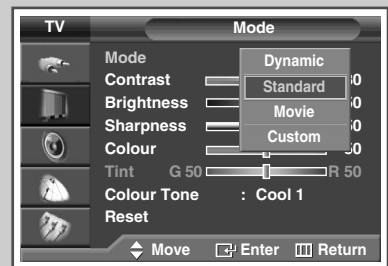 TV
Mode
Mode
Dynamic
Standard
Movie
Custom
Contrast
Brightness
Sharpness
Colour
Tint G 50 R 50
Colour Tone : Cool 1
Reset
Move Enter Return